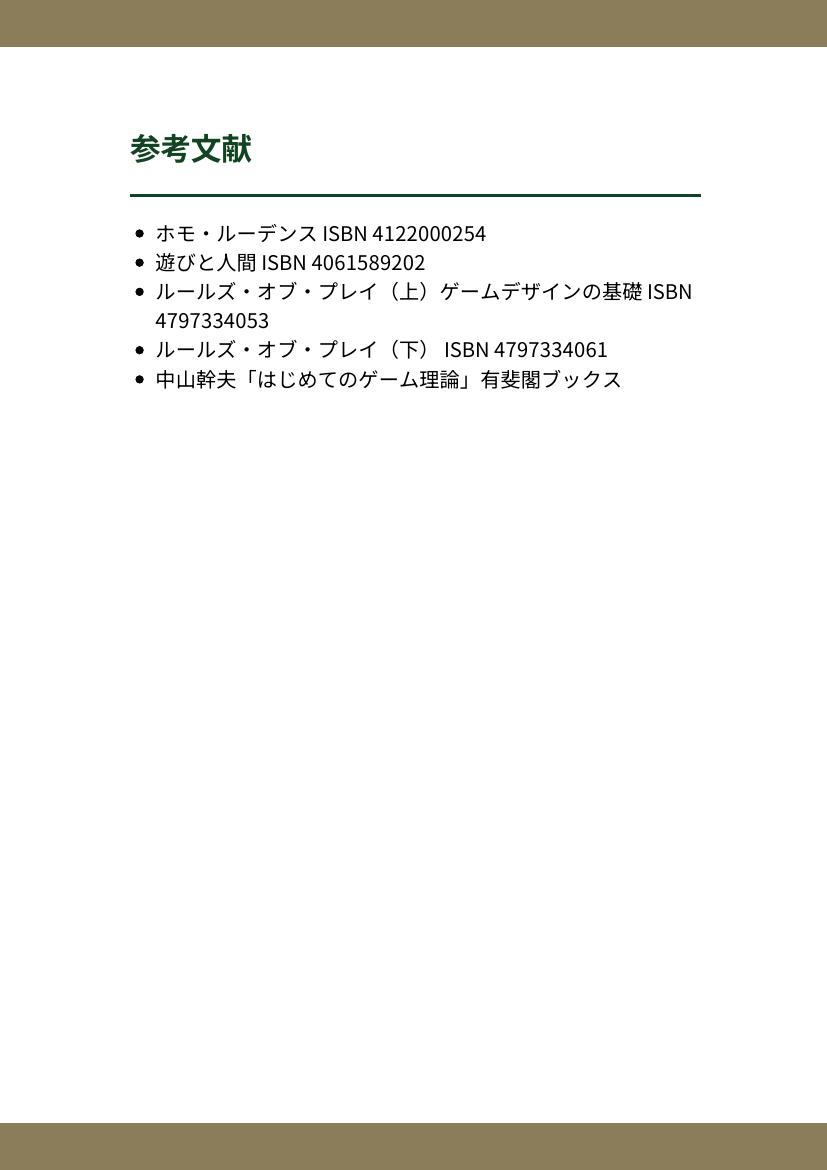 参考文献
ホモ・ルーデンス ISBN 4122000254
遊びと人間 ISBN 4061589202
ルールズ・オブ・プレイ（上）ゲームデザインの基礎 ISBN
4797334053
ルールズ・オブ・プレイ（下） ISBN 4797334061
中山幹夫「はじめてのゲーム理論」有斐閣ブックス